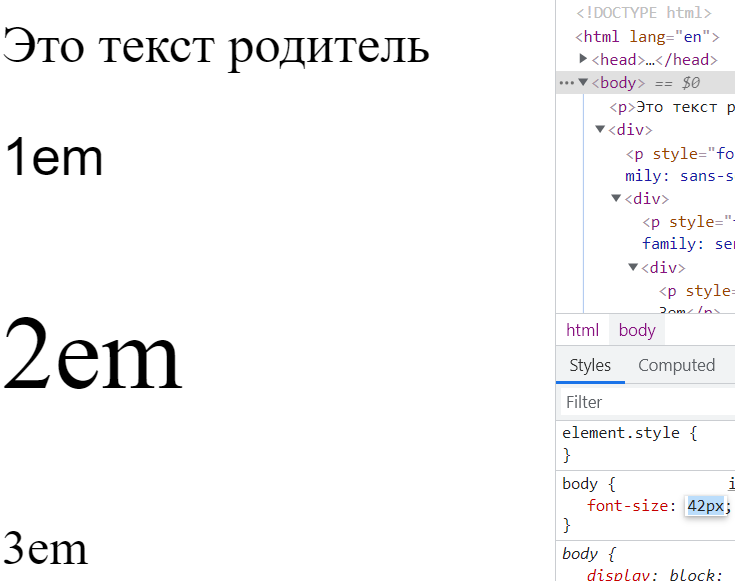 Это текст родитель
1em
2em
3em
<!DOCTYPE html>
<html lang="en">
<head>…</head>
<body> == $0
<p>Это текст р
<div>
<p style="fo
mily: sans-s
<div>
<p style="
family: se
<div>
<p style=
3em</p>
html body
Styles Computed
Filter
element.style {
}
body {
font-size: 42px;
}
body {
display: block;